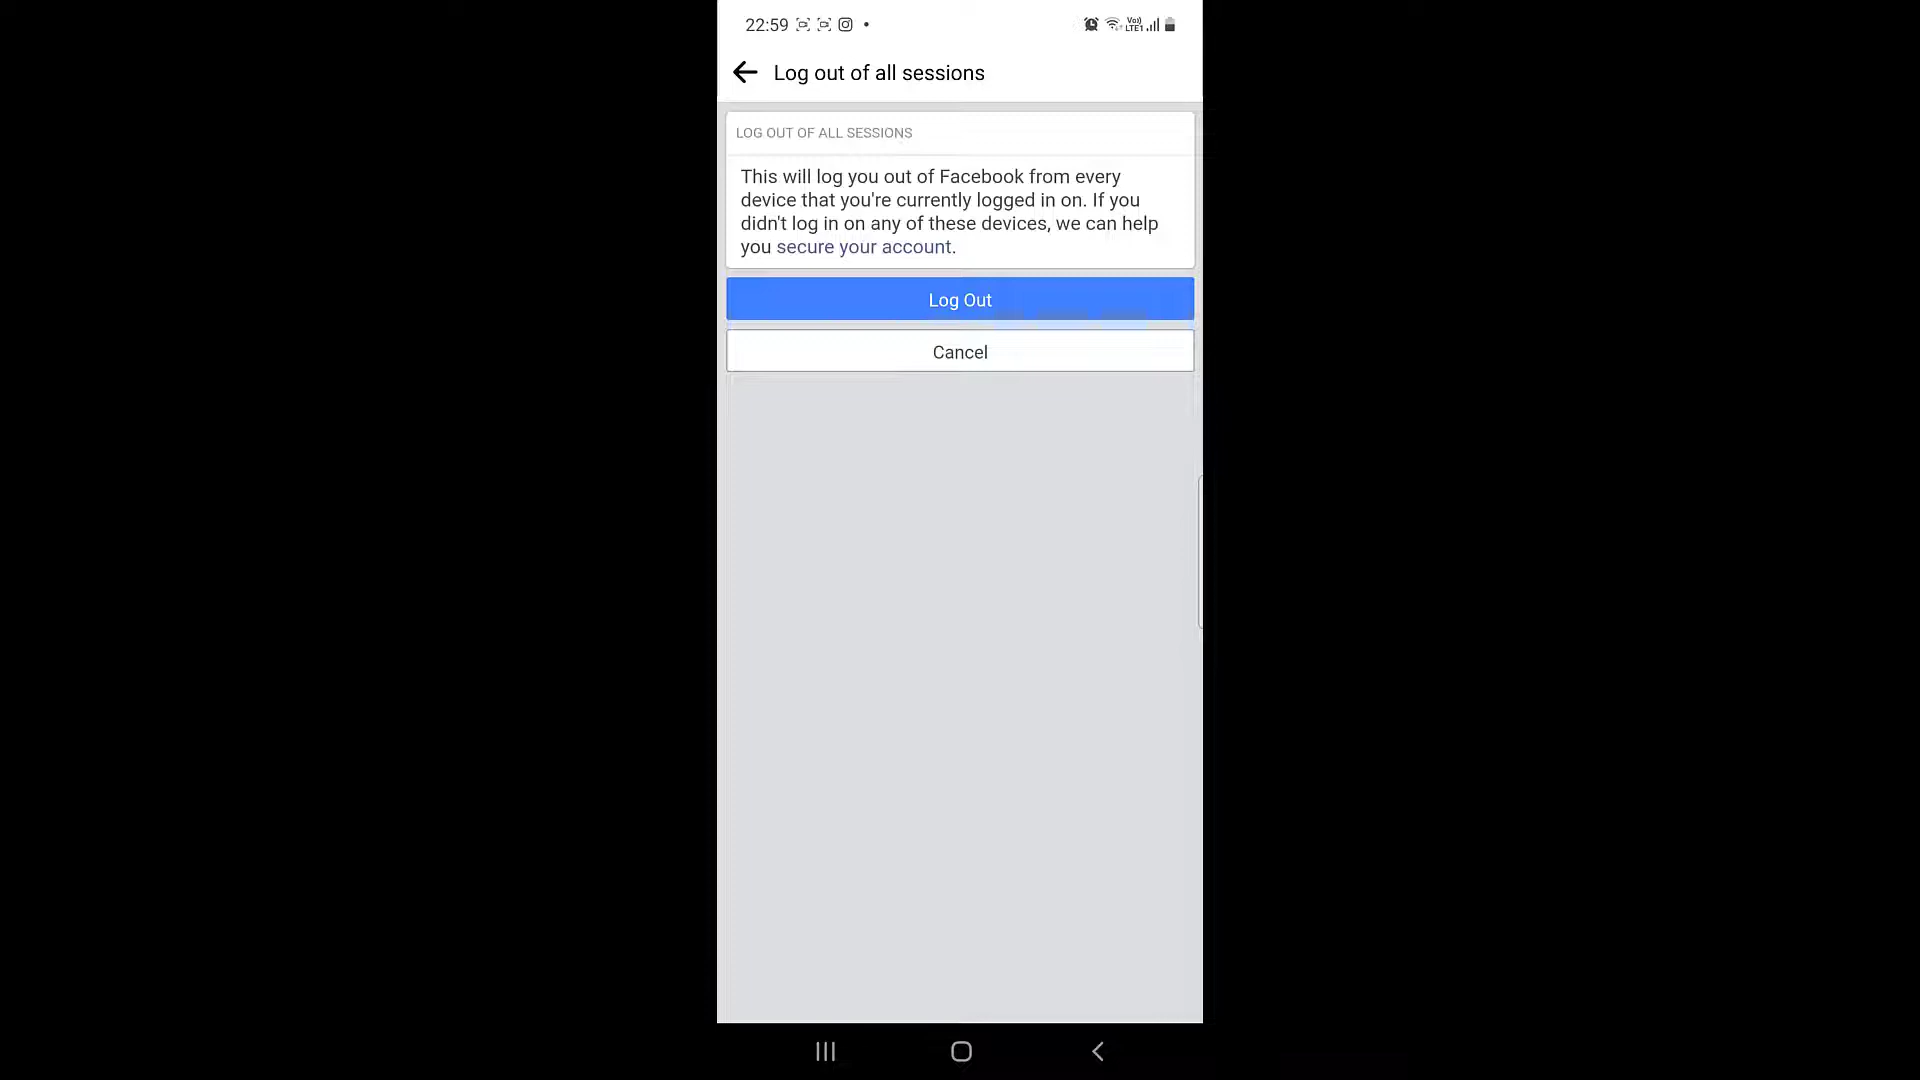 22:59
Vo)) LTE1
Log out of all sessions
LOG OUT OF ALL SESSIONS
This will log you out of Facebook from every
device that you're currently logged in on. If you
didn't log in on any of these devices, we can help
you secure your account.
Log Out
Cancel